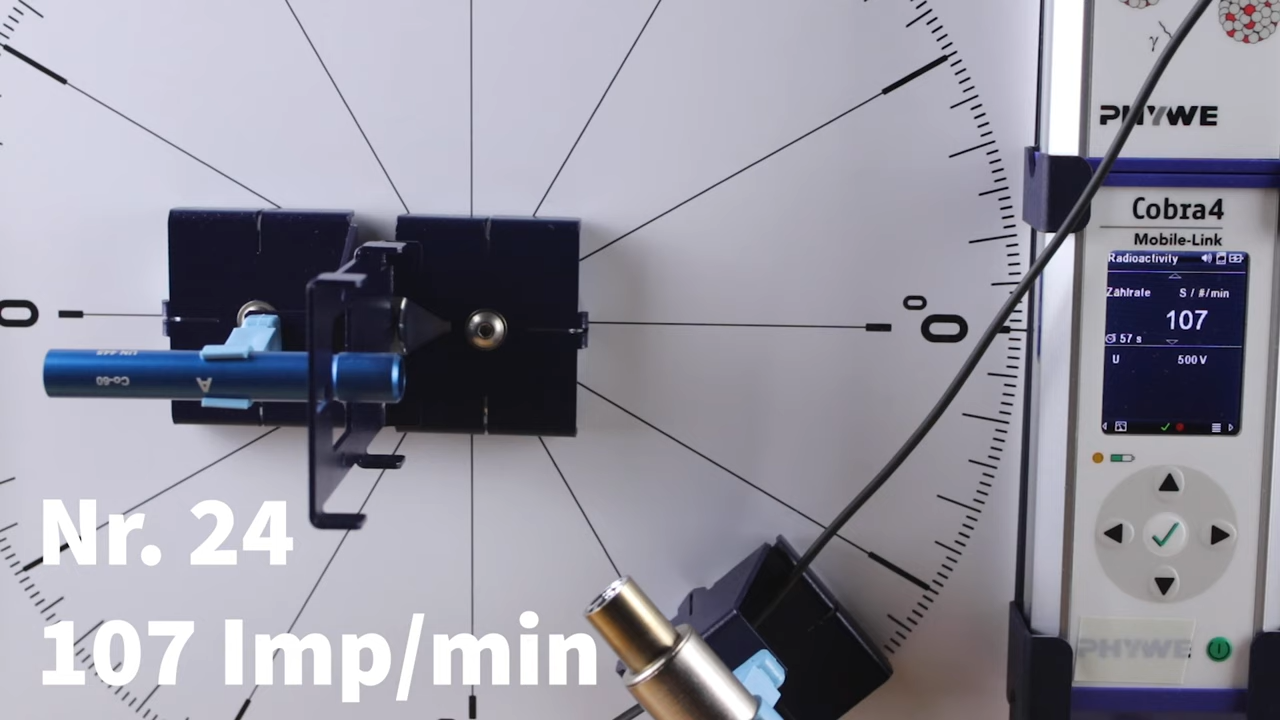 γ
PHYWE
Cobra4
Mobile-Link
Radioactivity
Zählrate S / #/min
107
57 s
U 500 V
0
°0
Co-60
A
Nr. 24
107 Imp/min
PHYWE